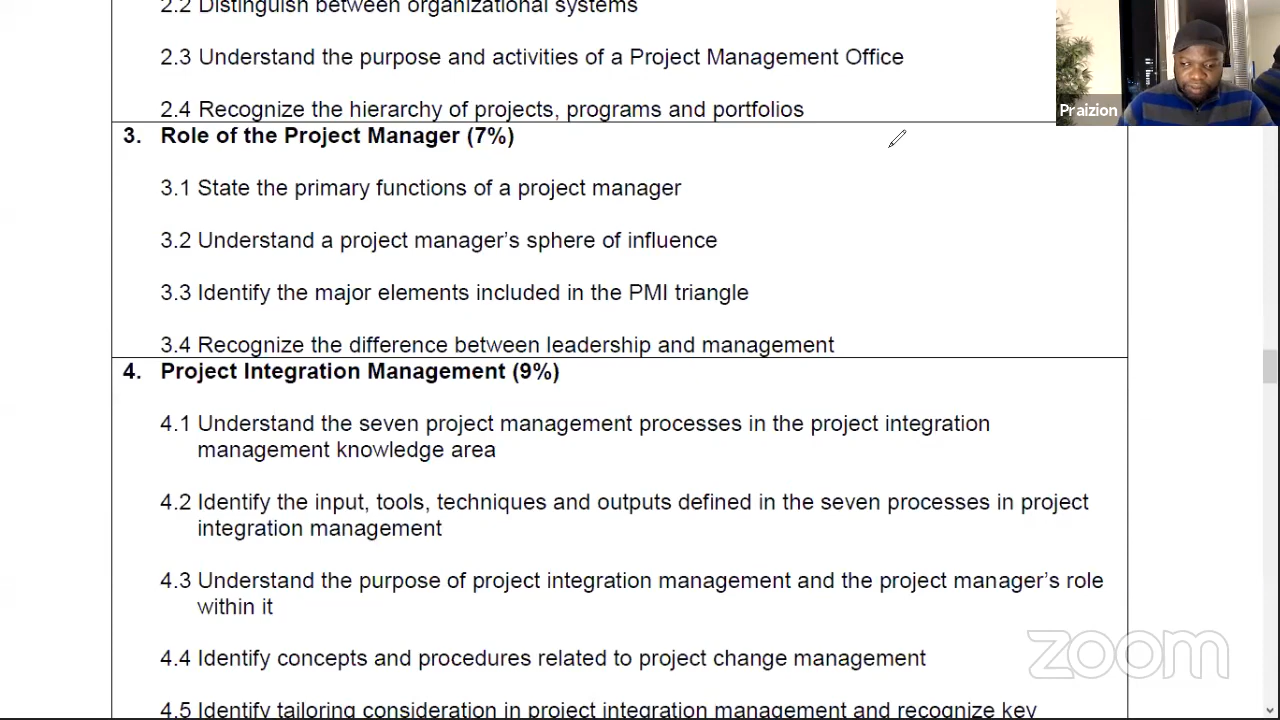 2.2 Distinguish between organizational systems
2.3 Understand the purpose and activities of a Project Management Office
2.4 Recognize the hierarchy of projects, programs and portfolios
Praizion
3. Role of the Project Manager (7%)
3.1 State the primary functions of a project manager
3.2 Understand a project manager’s sphere of influence
3.3 Identify the major elements included in the PMI triangle
3.4 Recognize the difference between leadership and management
4. Project Integration Management (9%)
4.1 Understand the seven project management processes in the project integration
management knowledge area
4.2 Identify the input, tools, techniques and outputs defined in the seven processes in project
integration management
4.3 Understand the purpose of project integration management and the project manager’s role
within it
4.4 Identify concepts and procedures related to project change management
zoom
4.5 Identify tailoring consideration in project integration management and recognize key